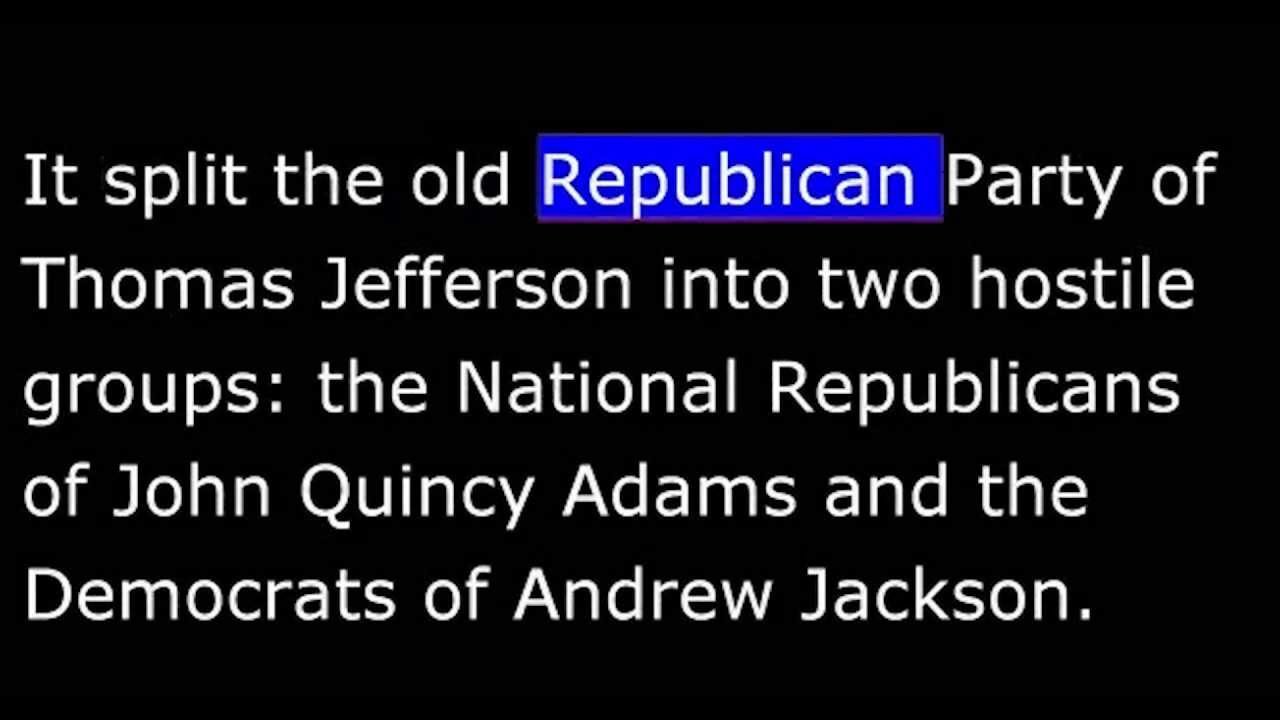 It split the old Republican Party of
Thomas Jefferson into two hostile
groups: the National Republicans
of John Quincy Adams and the
Democrats of Andrew Jackson.